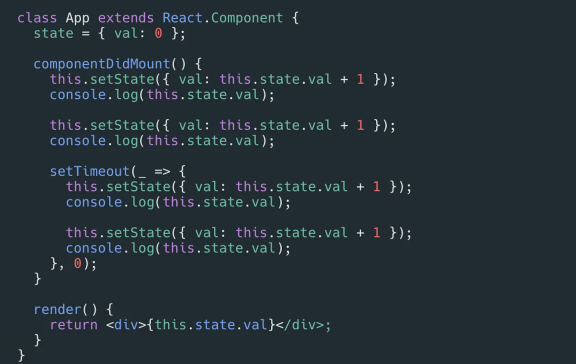 class App extends React.Component {
  state = { val: 0 };

  componentDidMount() {
    this.setState({ val: this.state.val + 1 });
    console.log(this.state.val);

    this.setState({ val: this.state.val + 1 });
    console.log(this.state.val);

    setTimeout(_ => {
      this.setState({ val: this.state.val + 1 });
      console.log(this.state.val);

      this.setState({ val: this.state.val + 1 });
      console.log(this.state.val);
    }, 0);
  }

  render() {
    return <div>{this.state.val}</div>;
  }
}